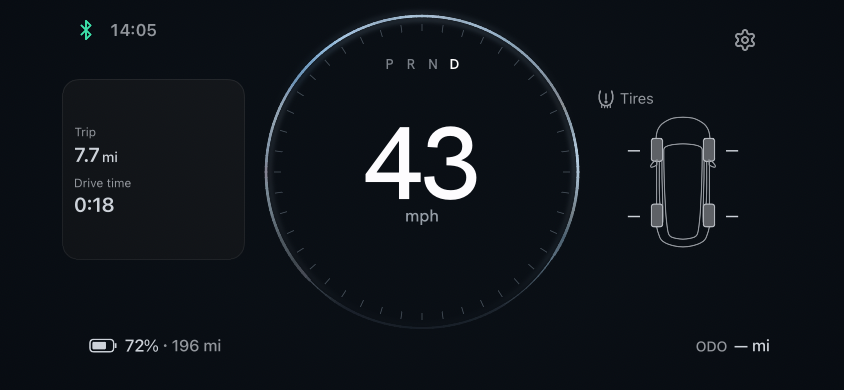 14:05
P R N D
Tires
Trip
7.7 mi
Drive time
0:18
43
mph
72% · 196 mi
ODO — mi